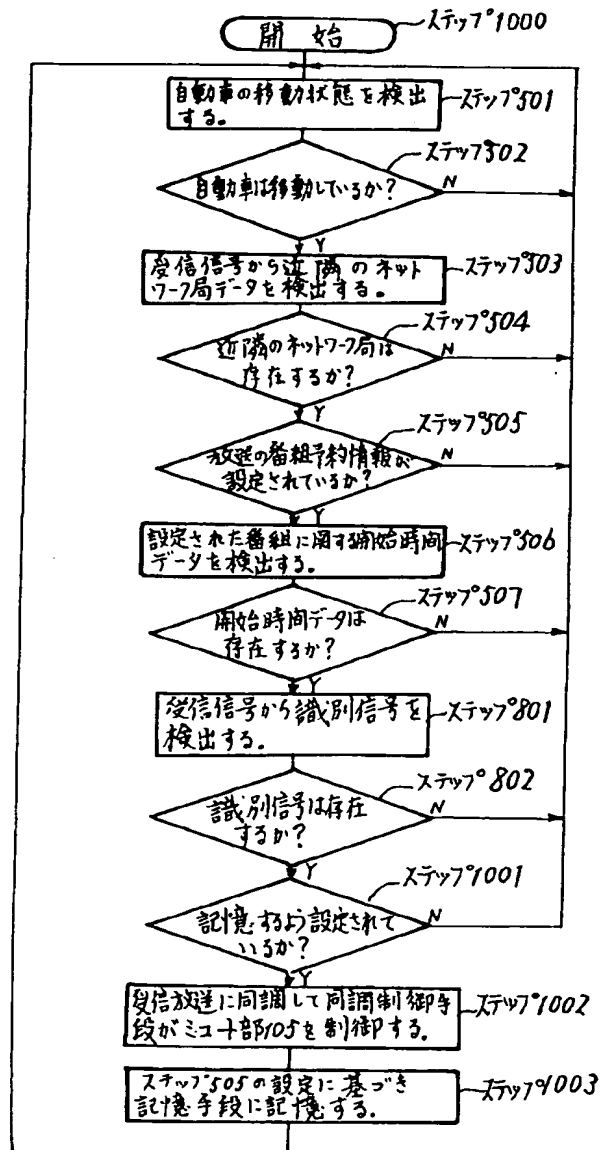 開始
ステップ1000
自動車の移動状態を検出
する。
ステップ501
ステップ502
自動車は移動しているか?
N
Y
受信信号から近隣のネット
ワーク局データを検出する。
ステップ503
ステップ504
近隣のネットワーク局は
存在するか?
N
Y
ステップ505
放送の番組予約情報が
設定されているか?
N
Y
設定された番組に関する開始時間
データを検出する。
ステップ506
ステップ507
開始時間データは
存在するか?
N
Y
受信信号から識別信号を
検出する。
ステップ801
ステップ802
識別信号は存在
するか?
N
Y
ステップ1001
記憶するよう設定されて
いるか?
N
Y
受信放送に同調して同調制御手
段がミュート部105を制御する。
ステップ1002
ステップ505の設定に基づき
記憶手段に記憶する。
ステップ1003